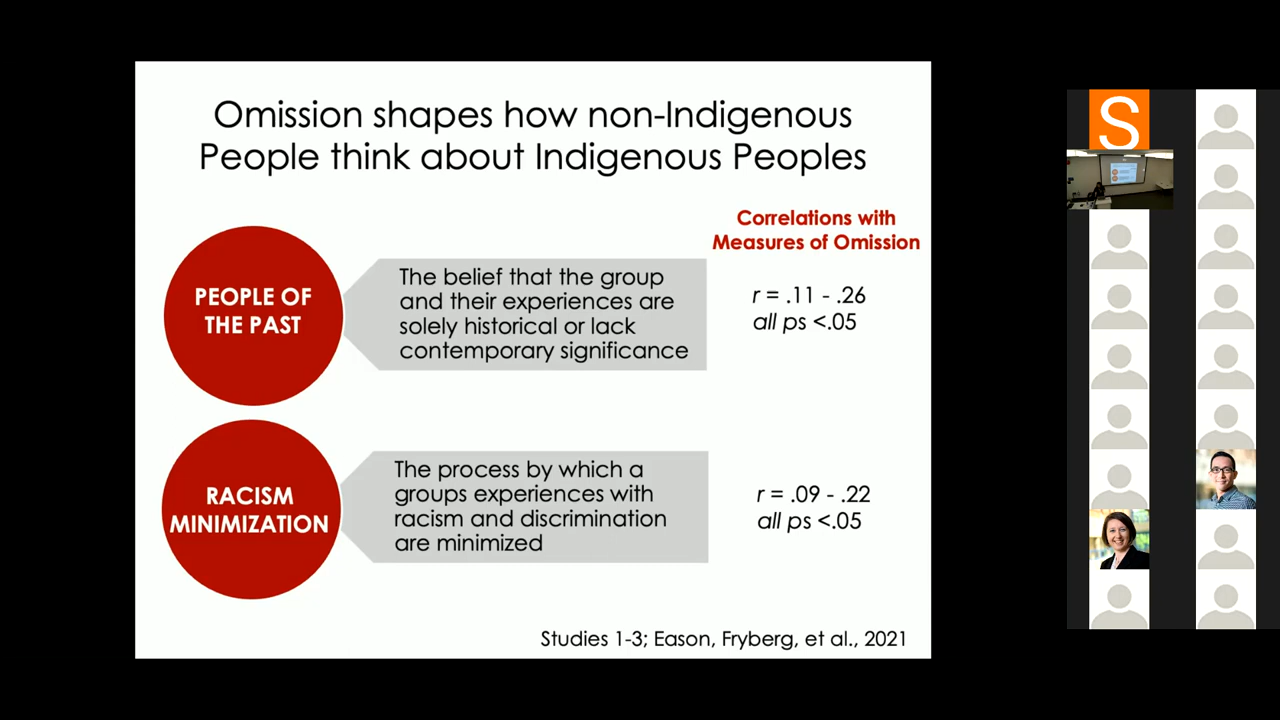 Omission shapes how non-Indigenous
People think about Indigenous Peoples
Correlations with
Measures of Omission
PEOPLE OF
THE PAST
The belief that the group
and their experiences are
solely historical or lack
contemporary significance
r = .11 - .26
all ps <.05
RACISM
MINIMIZATION
The process by which a
groups experiences with
racism and discrimination
are minimized
r = .09 - .22
all ps <.05
Studies 1-3; Eason, Fryberg, et al., 2021
S